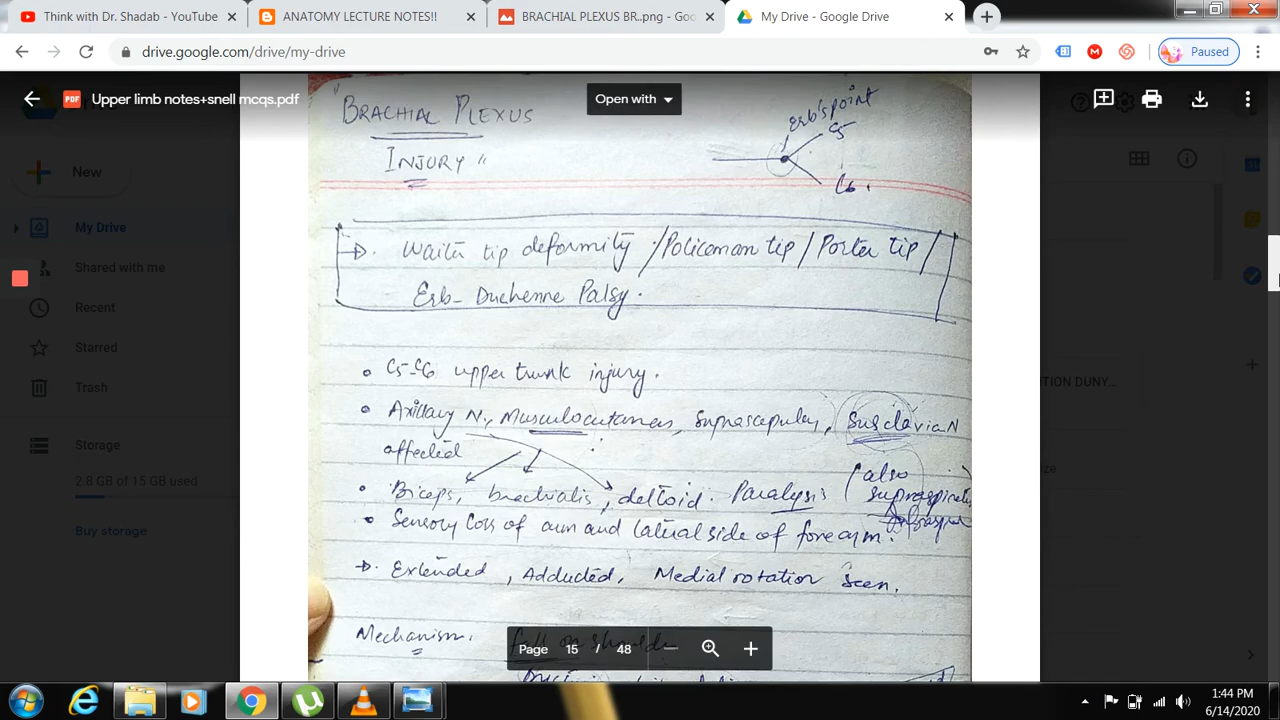 Think with Dr. Shadab - YouTube
ANATOMY LECTURE NOTES!!
BRACHIAL PLEXUS BR..png - Goo
My Drive - Google Drive
drive.google.com/drive/my-drive
Paused
Upper limb notes+snell mcqs.pdf
Open with
New
My Drive
Shared with me
Recent
Starred
Trash
Storage
2.8 GB of 15 GB used
Buy storage
"BRACHIAL PLEXUS
INJURY"
Erb's point
C5
C6
Waiter tip deformity /Policeman tip / Porter tip /
Erb-Duchenne Palsy.
C5-C6 upper trunk injury.
Axillary N, Musculocutaneous, Suprascapular, Subclavian N
affected
Biceps, brachialis, deltoid. Paralysis (also
supraspinatus
Sensory loss of arm and lateral side of forearm.
Extended, Adducted, Medial rotation seen.
Mechanism.
fall on shoulder
Page 15 / 48
1:44 PM
6/14/2020